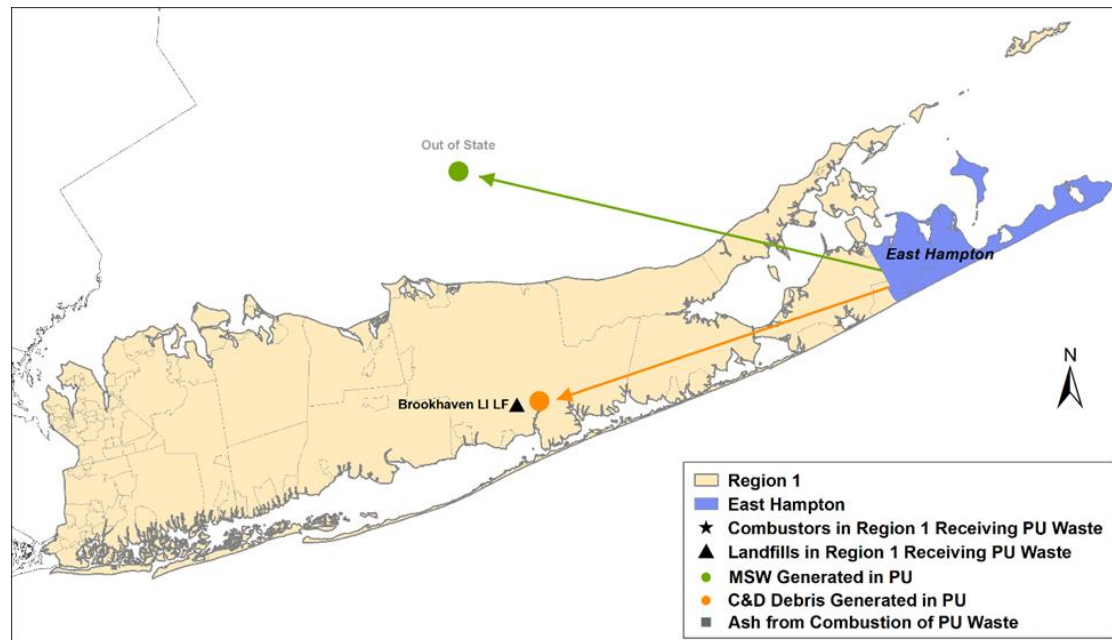 Out of State
East Hampton
Brookhaven LI LF
N
Region 1
East Hampton
Combustors in Region 1 Receiving PU Waste
Landfills in Region 1 Receiving PU Waste
MSW Generated in PU
C&D Debris Generated in PU
Ash from Combustion of PU Waste